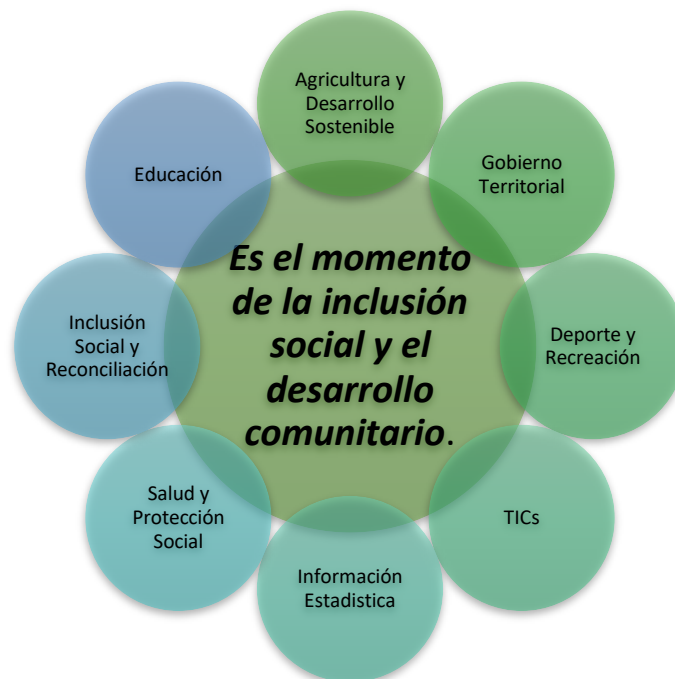 Agricultura y
Desarrollo
Sostenible
Gobierno
Territorial
Deporte y
Recreación
TICs
Información
Estadistica
Salud y
Protección
Social
Inclusión
Social y
Reconciliación
Educación
Es el momento
de la inclusión
social y el
desarrollo
comunitario.